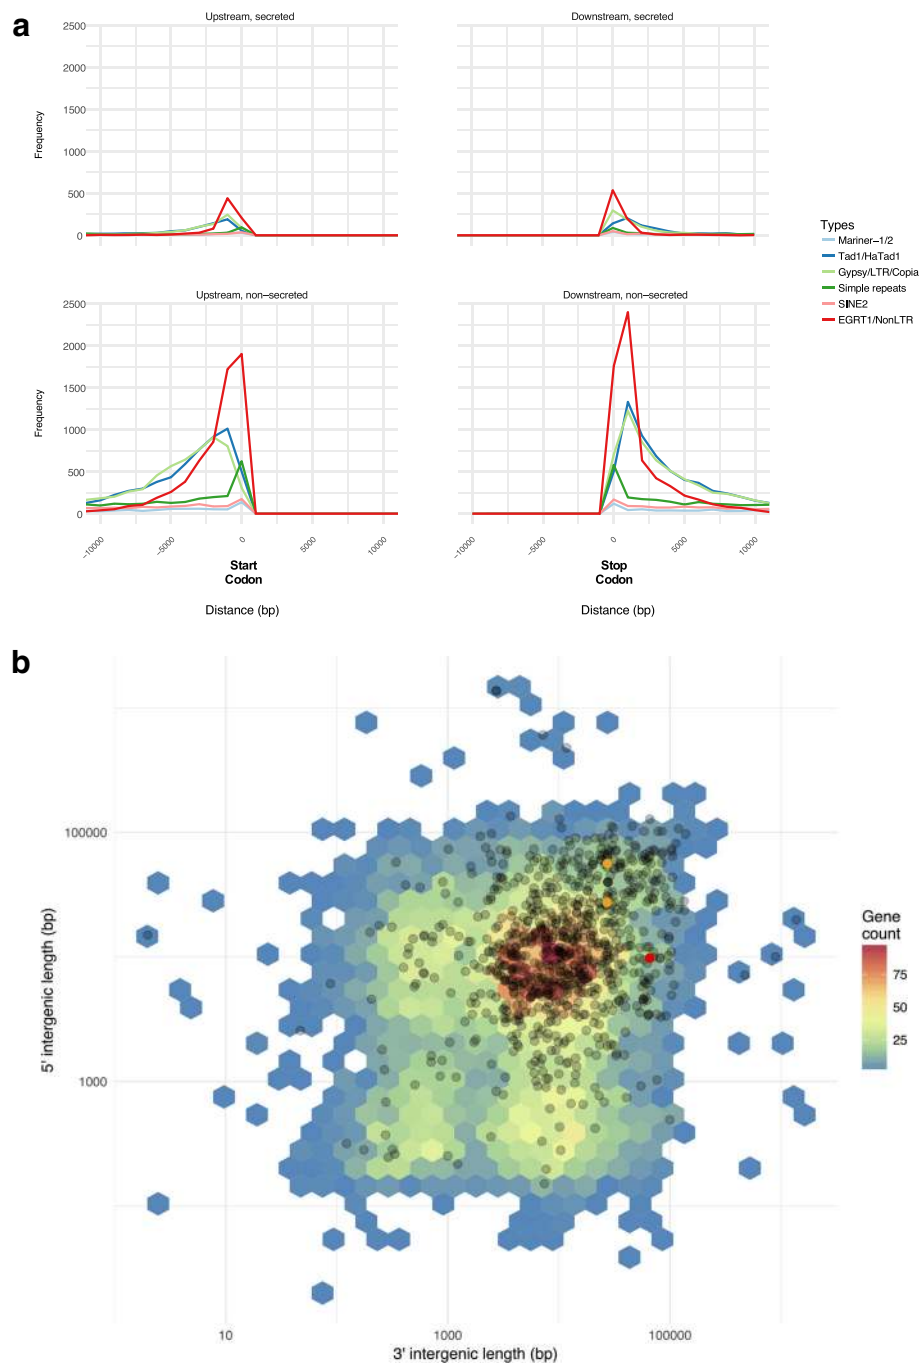 a
Upstream, secreted
Downstream, secreted
2500
2000
1500
1000
500
0
Frequency
Types
Mariner−1/2
Tad1/HaTad1
Gypsy/LTR/Copia
Simple repeats
SINE2
EGRT1/NonLTR
Upstream, non−secreted
Downstream, non−secreted
2500
2000
1500
1000
500
0
Frequency
−10000
−5000
0
5000
10000
−10000
−5000
0
5000
10000
Start
Codon
Stop
Codon
Distance (bp)
Distance (bp)
b
100000
1000
5' intergenic length (bp)
Gene
count
75
50
25
10
1000
100000
3' intergenic length (bp)